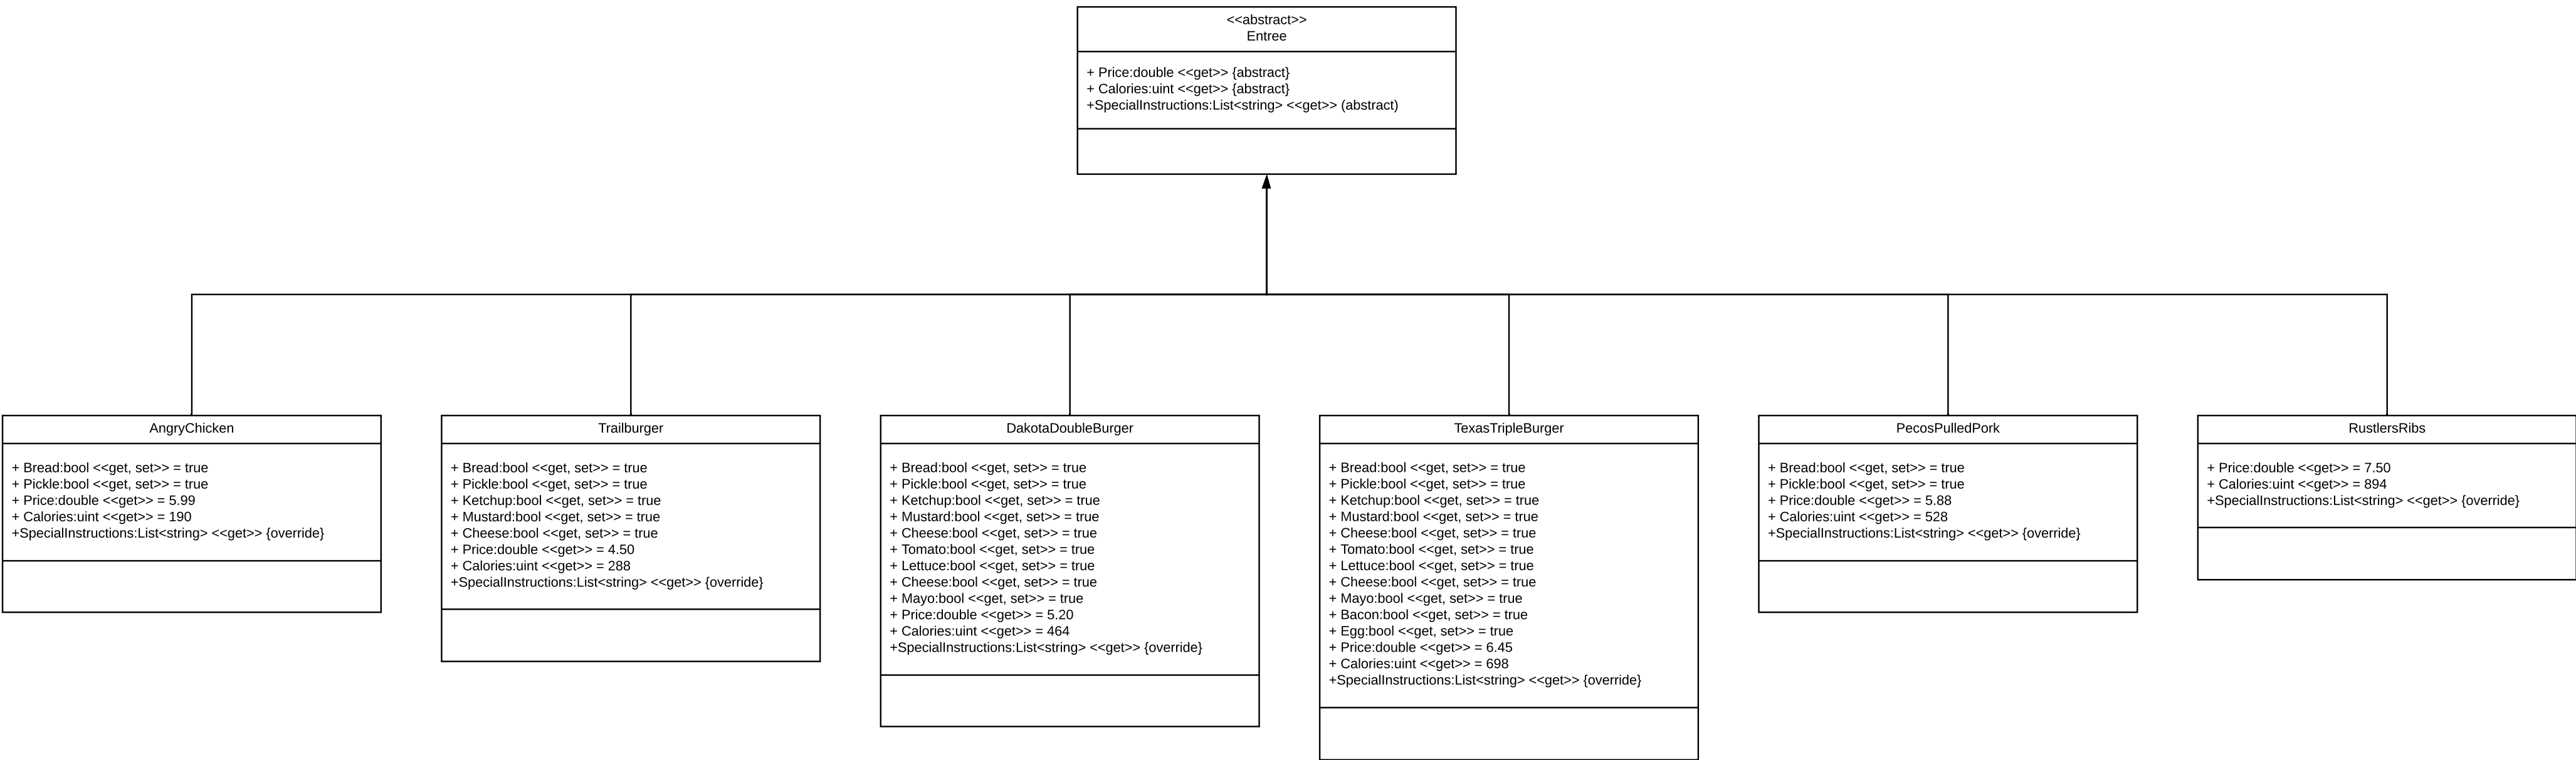 <<abstract>>
Entree
+ Price:double <<get>> {abstract}
+ Calories:uint <<get>> {abstract}
+SpecialInstructions:List<string> <<get>> (abstract)
AngryChicken
+ Bread:bool <<get, set>> = true
+ Pickle:bool <<get, set>> = true
+ Price:double <<get>> = 5.99
+ Calories:uint <<get>> = 190
+SpecialInstructions:List<string> <<get>> {override}
Trailburger
+ Bread:bool <<get, set>> = true
+ Pickle:bool <<get, set>> = true
+ Ketchup:bool <<get, set>> = true
+ Mustard:bool <<get, set>> = true
+ Cheese:bool <<get, set>> = true
+ Price:double <<get>> = 4.50
+ Calories:uint <<get>> = 288
+SpecialInstructions:List<string> <<get>> {override}
DakotaDoubleBurger
+ Bread:bool <<get, set>> = true
+ Pickle:bool <<get, set>> = true
+ Ketchup:bool <<get, set>> = true
+ Mustard:bool <<get, set>> = true
+ Cheese:bool <<get, set>> = true
+ Tomato:bool <<get, set>> = true
+ Lettuce:bool <<get, set>> = true
+ Cheese:bool <<get, set>> = true
+ Mayo:bool <<get, set>> = true
+ Price:double <<get>> = 5.20
+ Calories:uint <<get>> = 464
+SpecialInstructions:List<string> <<get>> {override}
TexasTripleBurger
+ Bread:bool <<get, set>> = true
+ Pickle:bool <<get, set>> = true
+ Ketchup:bool <<get, set>> = true
+ Mustard:bool <<get, set>> = true
+ Cheese:bool <<get, set>> = true
+ Tomato:bool <<get, set>> = true
+ Lettuce:bool <<get, set>> = true
+ Cheese:bool <<get, set>> = true
+ Mayo:bool <<get, set>> = true
+ Bacon:bool <<get, set>> = true
+ Egg:bool <<get, set>> = true
+ Price:double <<get>> = 6.45
+ Calories:uint <<get>> = 698
+SpecialInstructions:List<string> <<get>> {override}
PecosPulledPork
+ Bread:bool <<get, set>> = true
+ Pickle:bool <<get, set>> = true
+ Price:double <<get>> = 5.88
+ Calories:uint <<get>> = 528
+SpecialInstructions:List<string> <<get>> {override}
RustlersRibs
+ Price:double <<get>> = 7.50
+ Calories:uint <<get>> = 894
+SpecialInstructions:List<string> <<get>> {override}